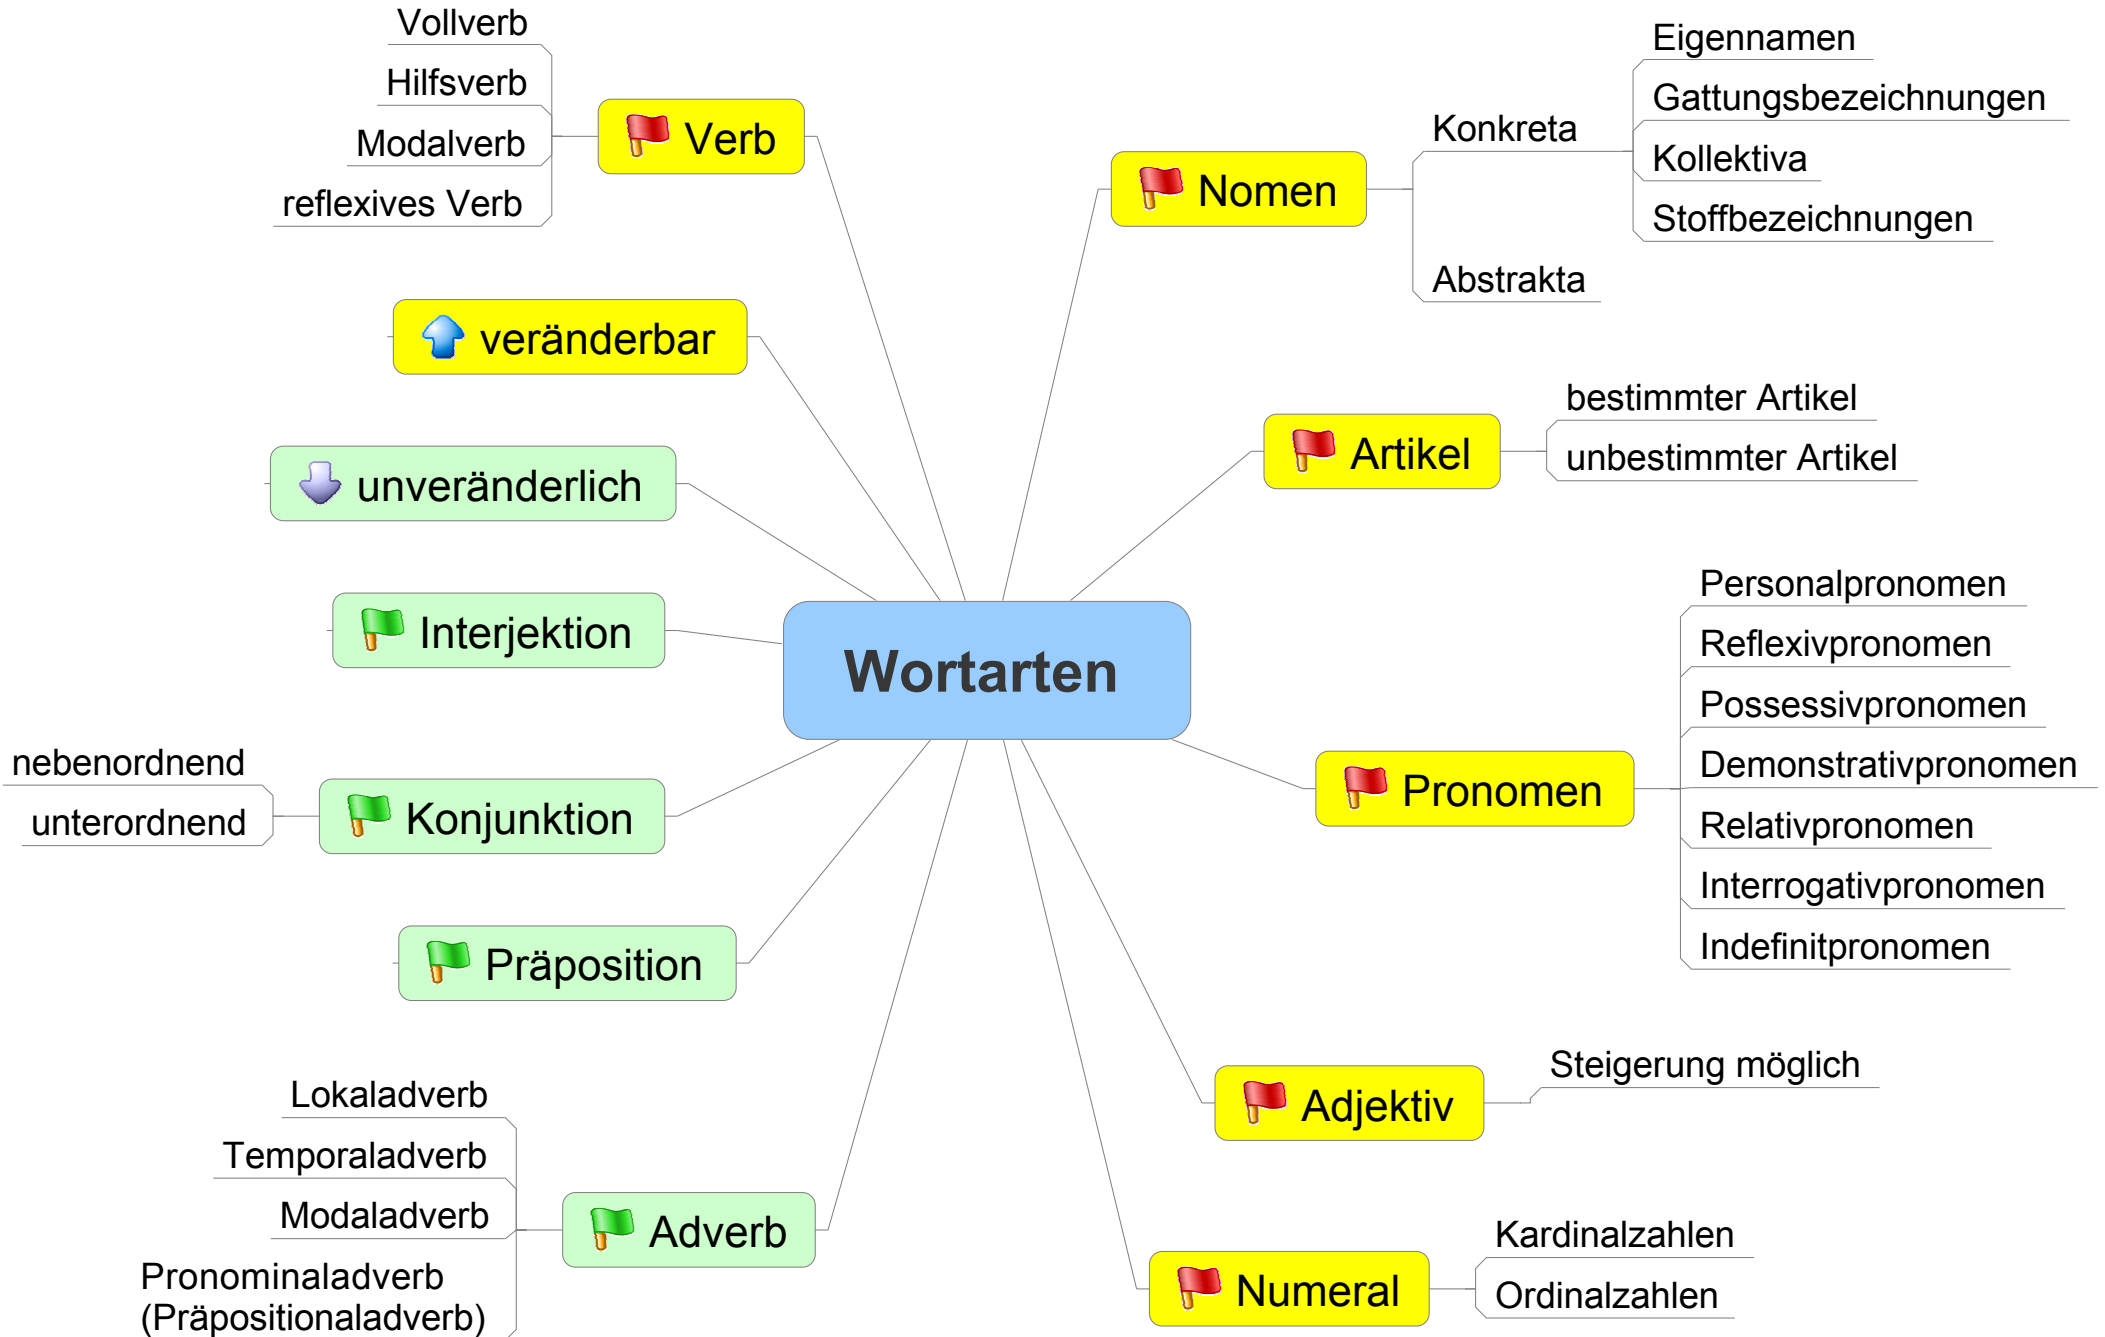 Wortarten
Nomen
Konkreta
Eigennamen
Gattungsbezeichnungen
Kollektiva
Stoffbezeichnungen
Abstrakta
Artikel
bestimmter Artikel
unbestimmter Artikel
Pronomen
Personalpronomen
Reflexivpronomen
Possessivpronomen
Demonstrativpronomen
Relativpronomen
Interrogativpronomen
Indefinitpronomen
Adjektiv
Steigerung möglich
Numeral
Kardinalzahlen
Ordinalzahlen
Verb
Vollverb
Hilfsverb
Modalverb
reflexives Verb
veränderbar
unveränderlich
Interjektion
Konjunktion
nebenordnend
unterordnend
Präposition
Adverb
Lokaladverb
Temporaladverb
Modaladverb
Pronominaladverb
(Präpositionaladverb)